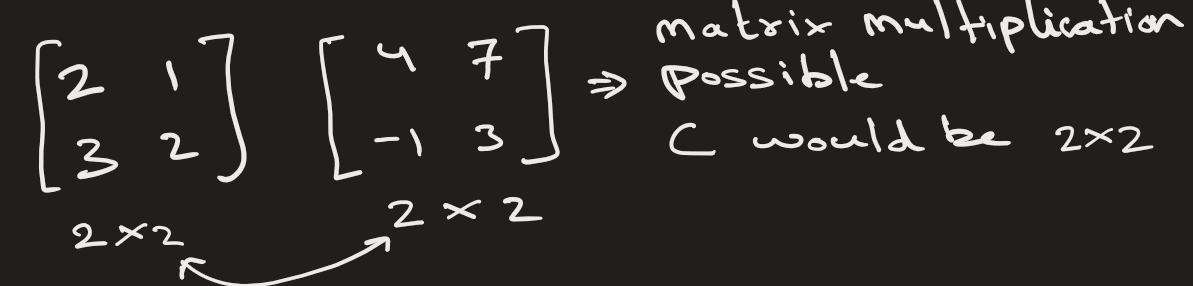 [2 1] [4 7] ⇒ matrix multiplication
[3 2] [-1 3] possible
C would be 2×2
2×2 2×2